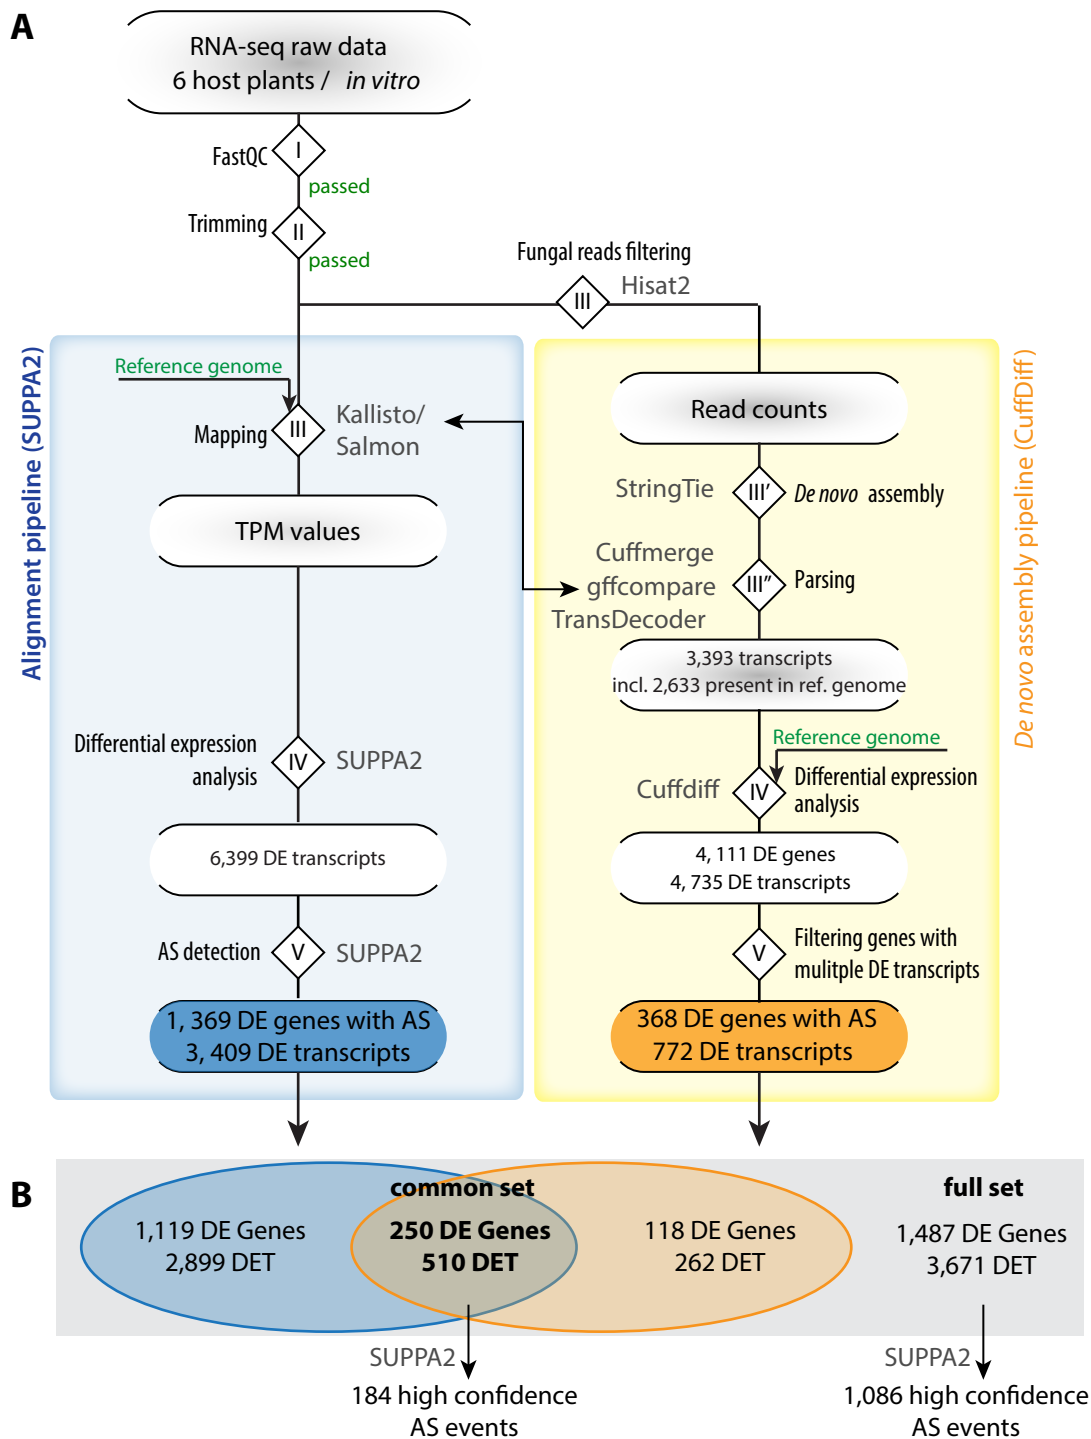 A
RNA-seq raw data
6 host plants / in vitro
FastQC
I
passed
Trimming
II
passed
Fungal reads filtering
III
Hisat2
Alignment pipeline (SUPPA2)
Reference genome
Mapping
III
Kallisto/
Salmon
TPM values
Differential expression
analysis
IV
SUPPA2
6,399 DE transcripts
AS detection
V
SUPPA2
1, 369 DE genes with AS
3, 409 DE transcripts
De novo assembly pipeline (CuffDiff)
Read counts
StringTie
III'
De novo assembly
Cuffmerge
gffcompare
TransDecoder
III"
Parsing
3,393 transcripts
incl. 2,633 present in ref. genome
Reference genome
Cuffdiff
IV
Differential expression
analysis
4, 111 DE genes
4, 735 DE transcripts
V
Filtering genes with
mulitple DE transcripts
368 DE genes with AS
772 DE transcripts
B
common set
full set
1,119 DE Genes
2,899 DET
250 DE Genes
510 DET
118 DE Genes
262 DET
1,487 DE Genes
3,671 DET
SUPPA2
184 high confidence
AS events
SUPPA2
1,086 high confidence
AS events